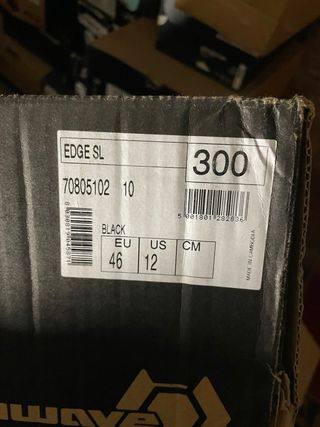 EDGE SL
300
70805102 10
BLACK
EU US CM
46 12
MADE IN CAMBODIA